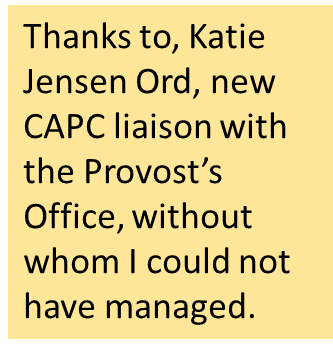 Thanks to, Katie
Jensen Ord, new
CAPC liaison with
the Provost’s
Office, without
whom I could not
have managed.